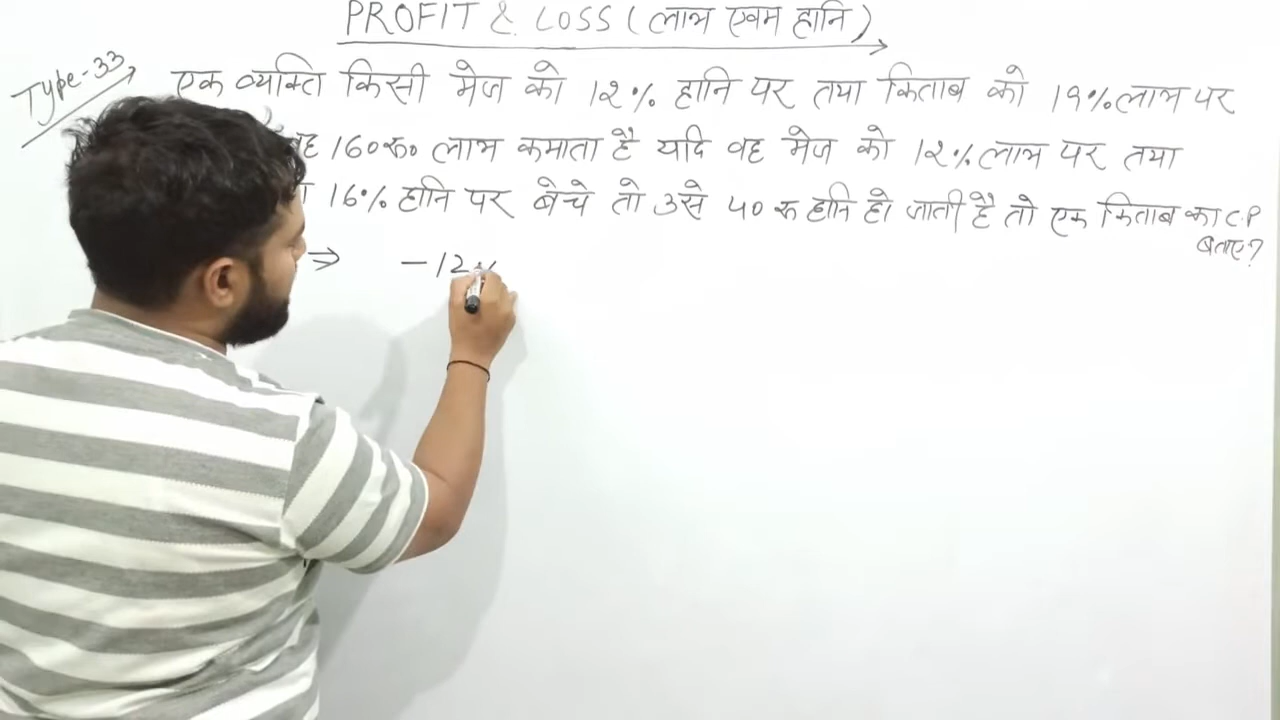 PROFIT & LOSS ( लाभ एवम हानि )
Type-33
एक व्यक्ति किसी मेज को 12% हानि पर तथा किताब को 19% लाभ पर
160रु० लाभ कमाता है यदि वह मेज को 12% लाभ पर तथा
16% हानि पर बेचे तो उसे 40 रु हानि हो जाती है तो एक किताब का C.P
बताए?
⇒ -12